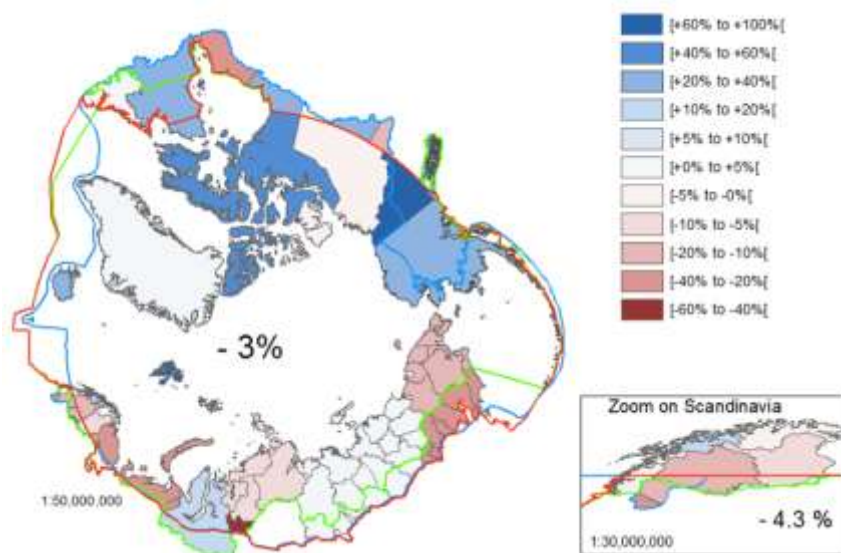 [+60% to +100%[
[+40% to +60%[
[+20% to +40%[
[+10% to +20%[
[+5% to +10%[
[+0% to +5%[
[-5% to -0%[
[-10% to -5%[
[-20% to -10%[
[-40% to -20%[
[-60% to -40%[
- 3%
1:50,000,000
Zoom on Scandinavia
- 4.3 %
1:30,000,000